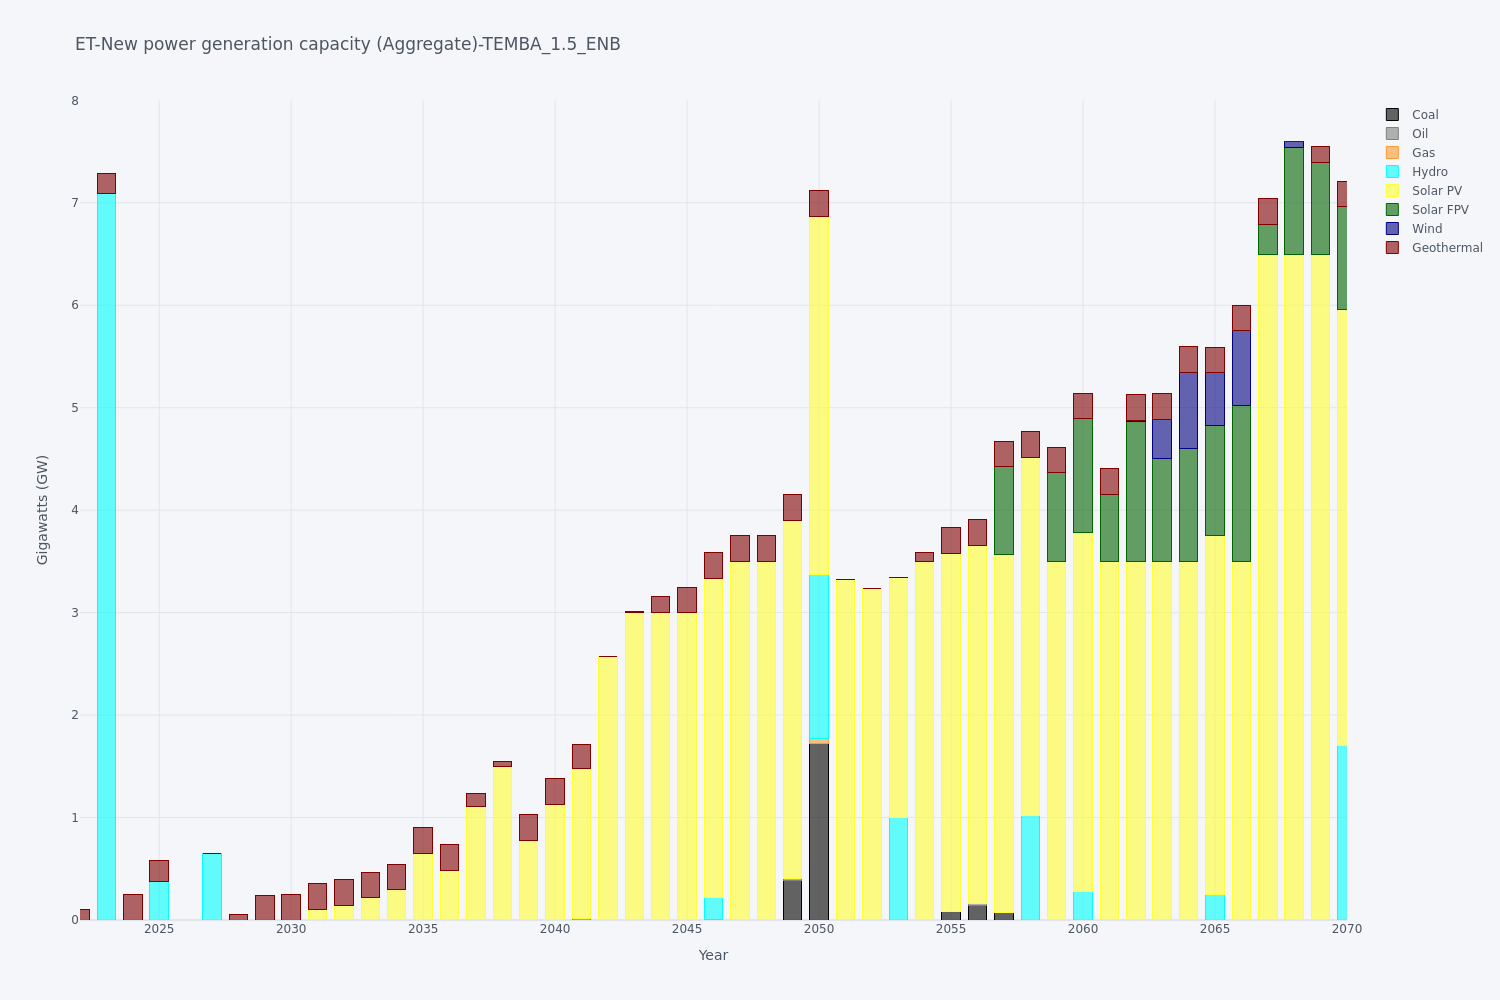 ET-New power generation capacity (Aggregate)-TEMBA_1.5_ENB
8
7
6
5
4
3
2
1
0
Gigawatts (GW)
2025 2030 2035 2040 2045 2050 2055 2060 2065 2070
Year
Coal
Oil
Gas
Hydro
Solar PV
Solar FPV
Wind
Geothermal